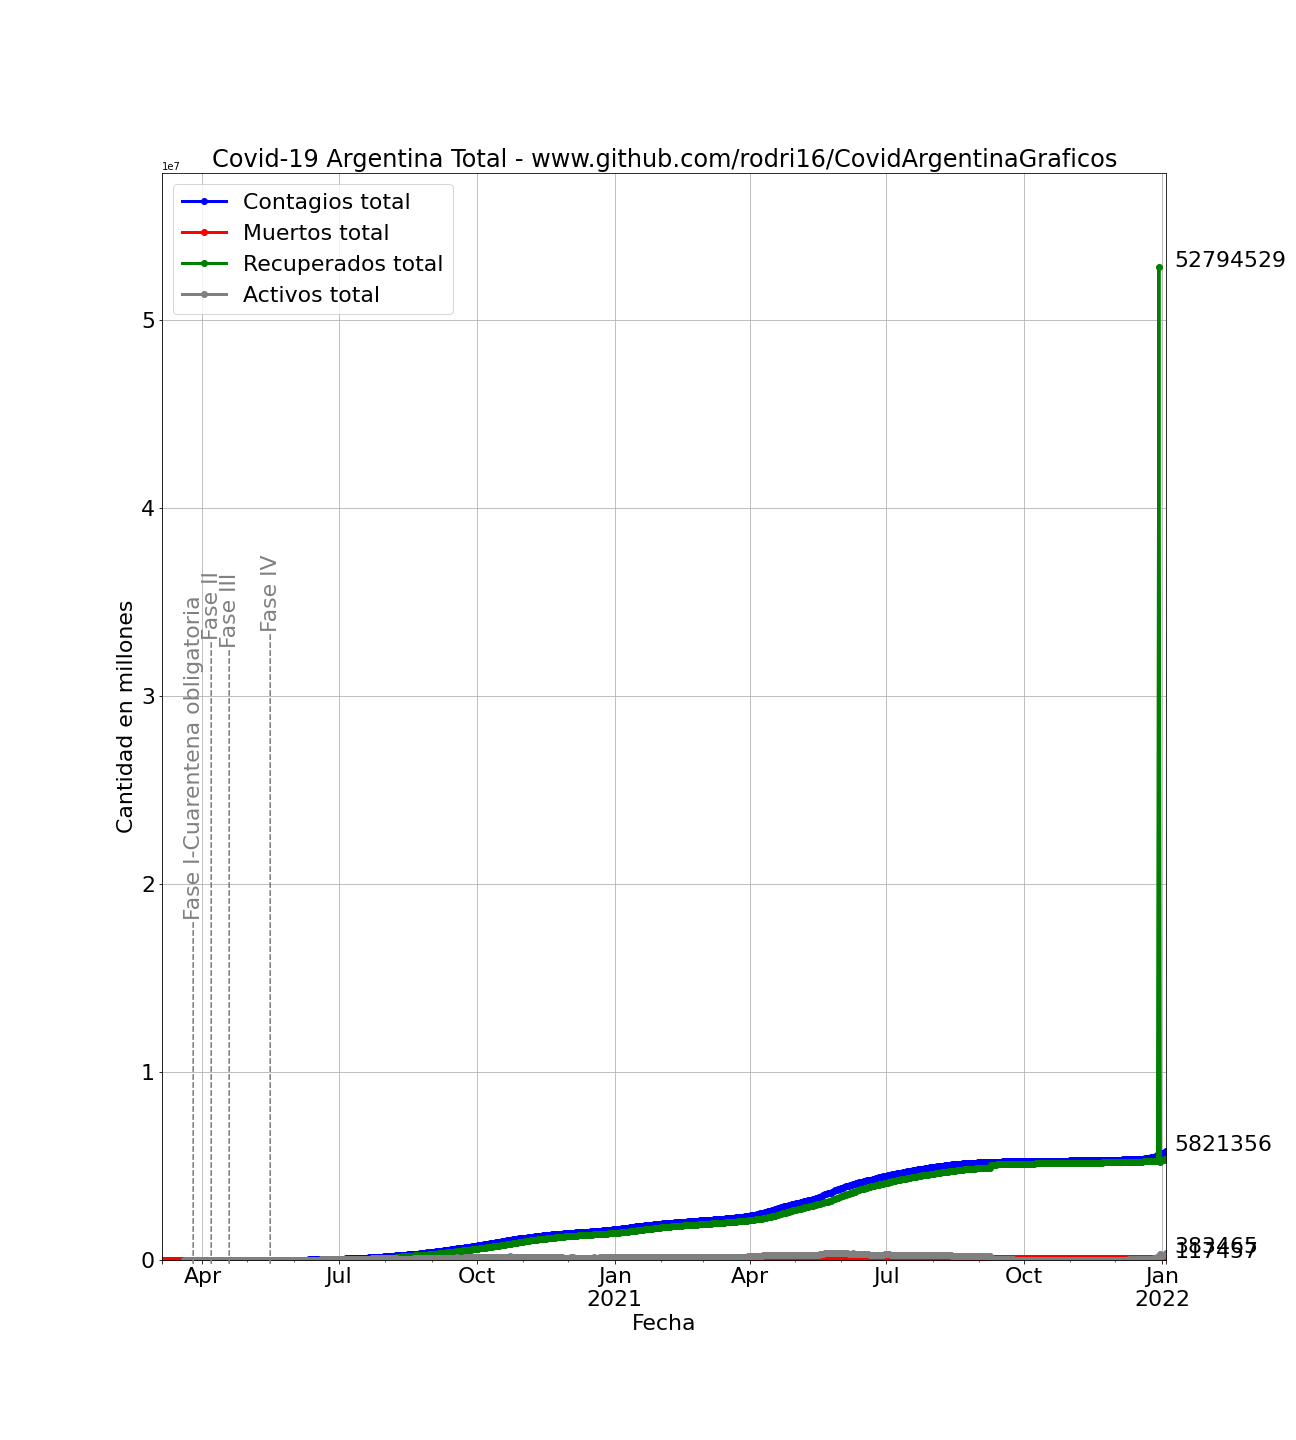 Covid-19 Argentina Total - www.github.com/rodri16/CovidArgentinaGraficos
1e7
Contagios total
Muertos total
Recuperados total
Activos total
52794529
5
4
3
2
1
0
Cantidad en millones
Fase I-Cuarentena obligatoria
Fase II
Fase III
Fase IV
5821356
383465
Apr
Jul
Oct
Jan
2021
Apr
Jul
Oct
Jan
2022
Fecha